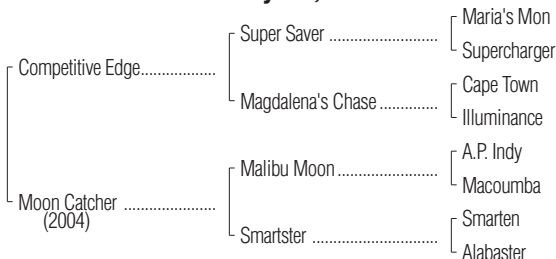 Maria's Mon
Super Saver ........................
Supercharger
Competitive Edge.................
Cape Town
Magdalena's Chase .............
Illuminance
A.P. Indy
Malibu Moon ......................
Macoumba
Moon Catcher ....................
(2004)
Smarten
Smartster ...........................
Alabaster